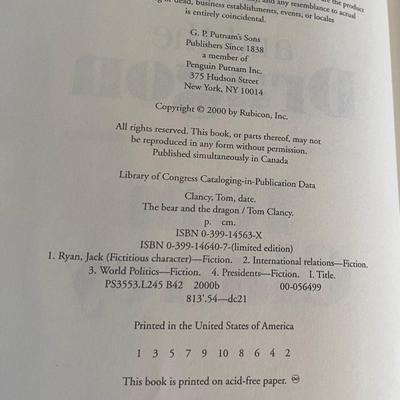 or dead, business establishments, events, or locales
is entirely coincidental.
G. P. Putnam's Sons
Publishers Since 1838
a member of
Penguin Putnam Inc.
375 Hudson Street
New York, NY 10014
Copyright © 2000 by Rubicon, Inc.
All rights reserved. This book, or parts thereof, may not
be reproduced in any form without permission.
Published simultaneously in Canada
Library of Congress Cataloging-in-Publication Data
Clancy, Tom, date.
The bear and the dragon / Tom Clancy.
p. cm.
ISBN 0-399-14563-X
ISBN 0-399-14640-7-(limited edition)
1. Ryan, Jack (Fictitious character)—Fiction. 2. International relations—Fiction.
3. World Politics—Fiction. 4. Presidents—Fiction. I. Title.
PS3553.L245 B42 2000b 00-056499
813'.54—dc21
Printed in the United States of America
1 3 5 7 9 10 8 6 4 2
This book is printed on acid-free paper. ♾